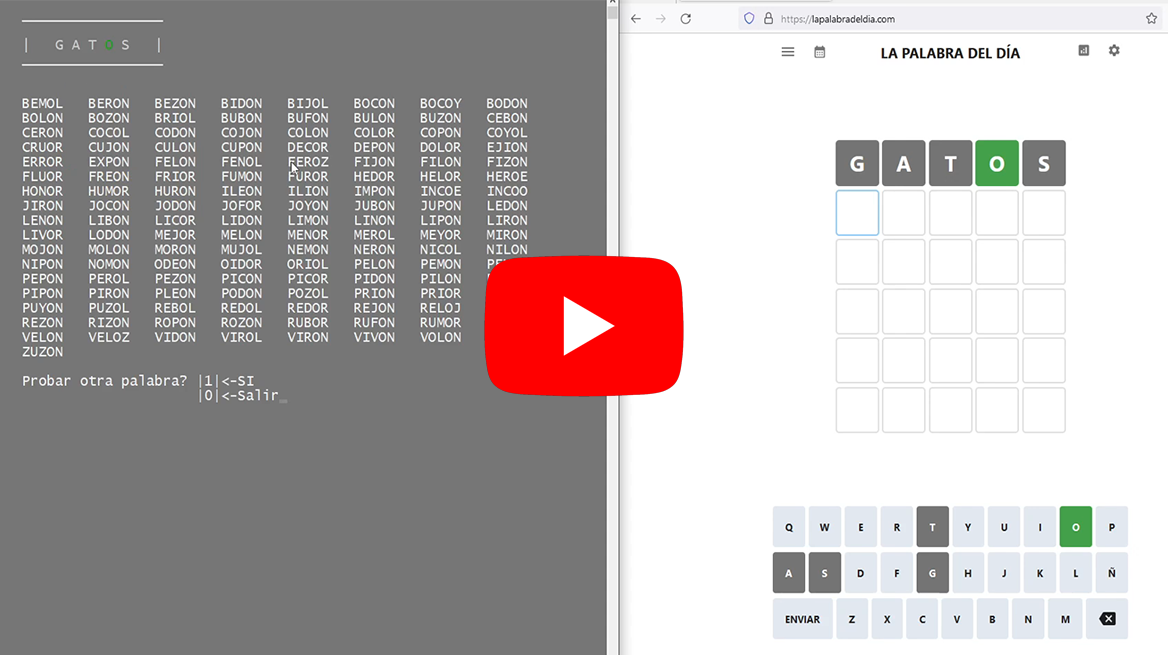 | G A T O S |
BEMOL BERON BEZON BIDON BIJOL BOCON BOCOY BODON
BOLON BOZON BRIOL BUBON BUFON BULON BUZON CEBON
CERON COCOL CODON COJON COLON COLOR COPON COYOL
CRUOR CUJON CULON CUPON DECOR DEPON DOLOR EJION
ERROR EXPON FELON FENOL FEROZ FIJON FILON FIZON
FLUOR FREON FRIOR FUMON FUROR HEDOR HELOR HEROE
HONOR HUMOR HURON ILEON ILION IMPON INCOE INCOO
JIRON JOCON JODON JOFOR JOYON JUBON JUPON LEDON
LENON LIBON LICOR LIDON LIMON LINON LIPON LIRON
LIVOR LODON MEJOR MELON MENOR MEROL MEYOR MIRON
MOJON MOLON MORON MUJOL NEMON NERON NICOL NILON
NIPON NOMON ODEON OIDOR ORIOL PELON PEMON
PEPON PEROL PEZON PICON PICOR PIDON PILON
PIPON PIRON PLEON PODON POZOL PRION PRIOR
PUYON PUZOL REBOL REDOL REDOR REJON RELOJ
REZON RIZON ROPON ROZON RUBOR RUFON RUMOR
VELON VELOZ VIDON VIROL VIRON VIVON VOLON
ZUZON
Probar otra palabra? |1|<-SI
|0|<-Salir_
https://lapalabradeldia.com
LA PALABRA DEL DÍA
G A T O S
Q W E R T Y U I O P
A S D F G H J K L Ñ
ENVIAR Z X C V B N M